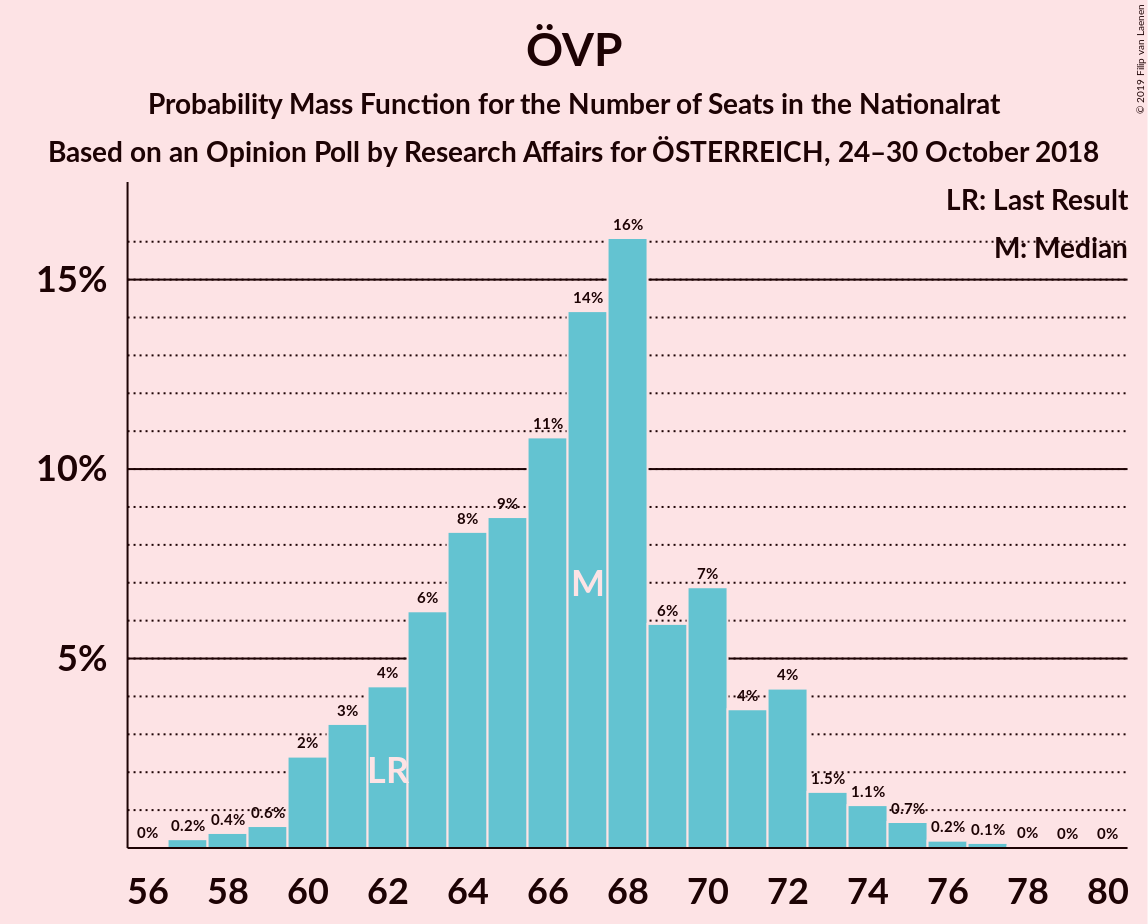 ÖVP
Probability Mass Function for the Number of Seats in the Nationalrat
Based on an Opinion Poll by Research Affairs for ÖSTERREICH, 24–30 October 2018
© 2019 Filip van Laenen
LR: Last Result
M: Median
15%
10%
5%
0% 0.2% 0.4% 0.6% 2% 3% 4% 6% 8% 9% 11% 14% 16% 6% 7% 4% 4% 1.5% 1.1% 0.7% 0.2% 0.1% 0% 0% 0%
M
LR
56 58 60 62 64 66 68 70 72 74 76 78 80